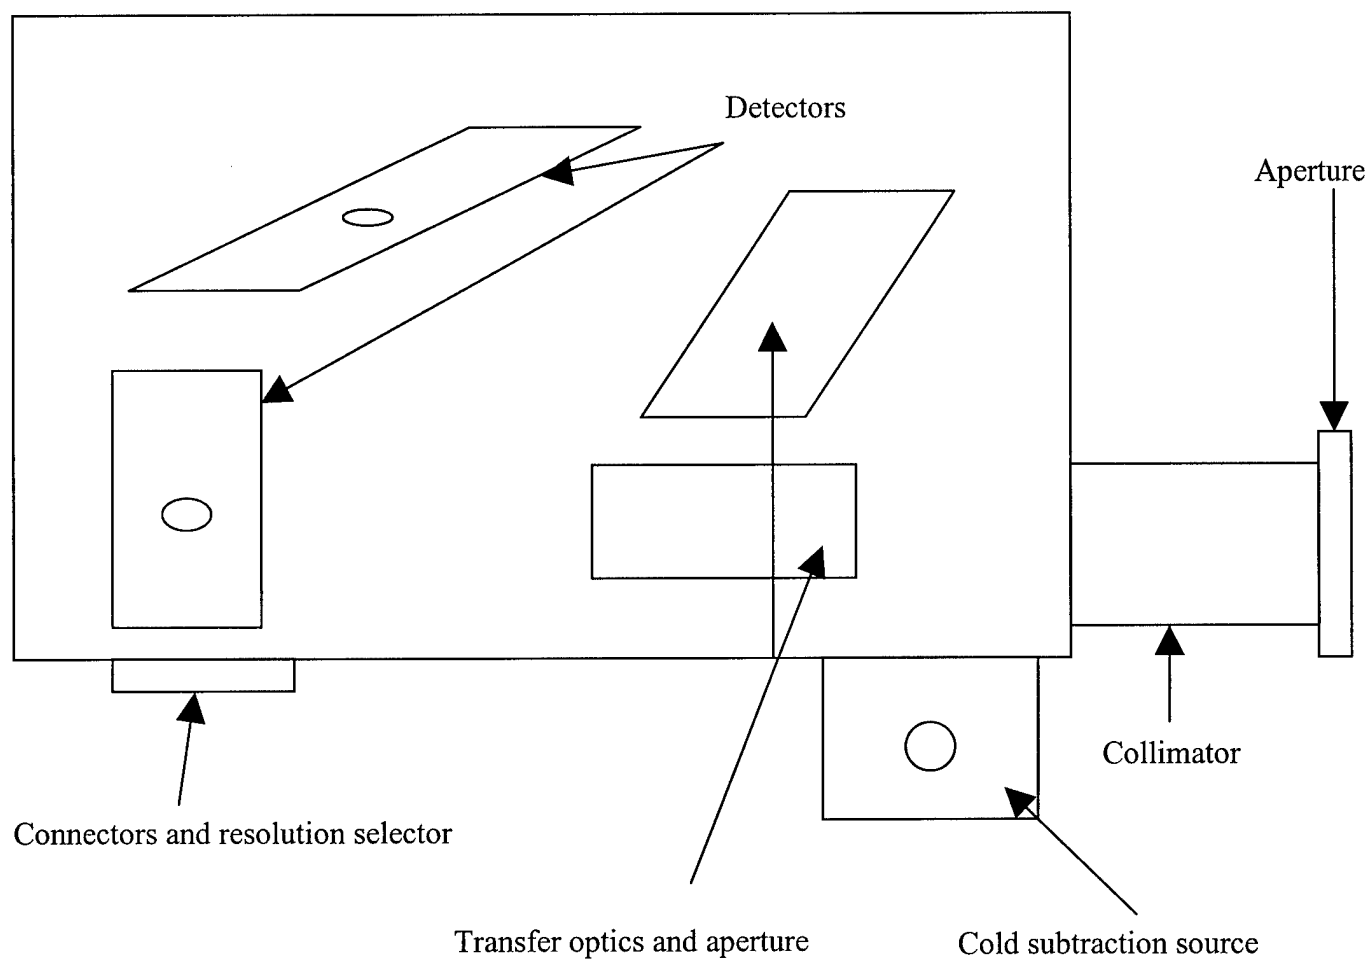 Detectors
Aperture
Collimator
Connectors and resolution selector
Transfer optics and aperture
Cold subtraction source